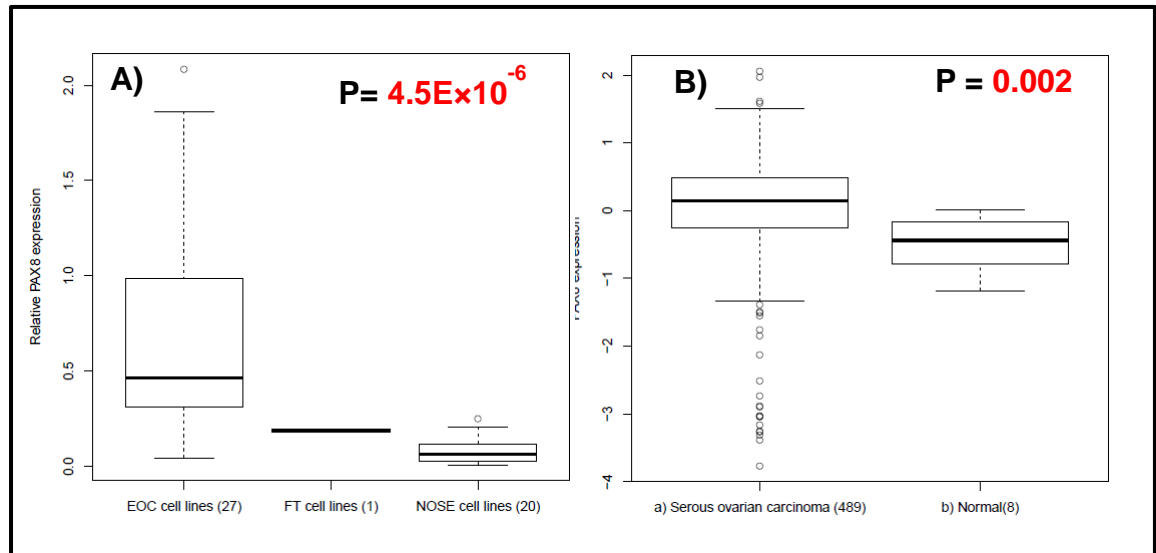 A)
P= 4.5E×10-6
Relative PAX8 expression
2.0
1.5
1.0
0.5
0.0
EOC cell lines (27) FT cell lines (1) NOSE cell lines (20)
B)
P = 0.002
expression
2
1
0
−1
−2
−3
−4
a) Serous ovarian carcinoma (489) b) Normal(8)